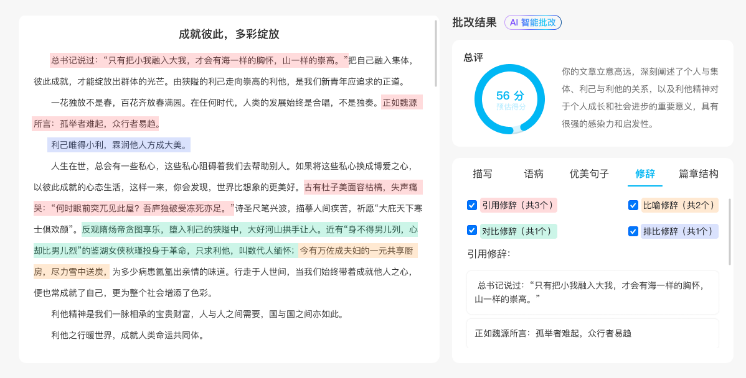 成就彼此，多彩绽放
总书记说过：“只有把小我融入大我，才会有海一样的胸怀，山一样的崇高。”把自己融入集体，
彼此成就，才能绽放出群体的光芒。由狭隘的利己走向崇高的利他，是我们新青年应追求的正道。
一花独放不是春，百花齐放春满园。在任何时代，人类的发展始终是合唱，不是独奏。正如魏源
所言：孤举者难起，众行者易趋。
利己唯得小利，霖润他人方成大美。
人生在世，总会有一些私心，这些私心阻碍着我们去帮助别人。如果将这些私心换成博爱之心，
以彼此成就的心态生活，这样一来，你会发现，世界比想象的更美好。古有杜子美面容枯槁，失声痛
哭：“何时眼前突兀见此屋？吾庐独破受冻死亦足。”诗圣尺笔兴波，描摹人间疾苦，祈愿“大庇天下寒
士俱欢颜”。反观隋炀帝贪图享乐，堕入利己的狭隘中，大好河山拱手让人。近有“身不得男儿列，心
却比男儿烈”的鉴湖女侠秋瑾投身于革命，只求利他，叫数代人缅怀；今有万佐成夫妇的一元共享厨
房，尽力雪中送炭，为多少病患氤氲出亲情的味道。行走于人世间，当我们始终带着成就他人之心，
便也常成就了自己，更为整个社会增添了色彩。
利他精神是我们一脉相承的宝贵财富，人与人之间需要，国与国之间亦如此。
利他之行暖世界，成就人类命运共同体。
批改结果 AI 智能批改
总评
56 分
你的文章立意高远，深刻阐述了个人与集
体、利己与利他的关系，以及利他精神对
于个人成长和社会进步的重要意义，具有
很强的感染力和启发性。
描写 语病 优美句子 修辞 篇章结构
引用修辞（共3个） 比喻修辞（共2个）
对比修辞（共1个） 排比修辞（共1个）
引用修辞：
总书记说过：“只有把小我融入大我，才会有海一样的胸怀，
山一样的崇高。”
正如魏源所言：孤举者难起，众行者易趋